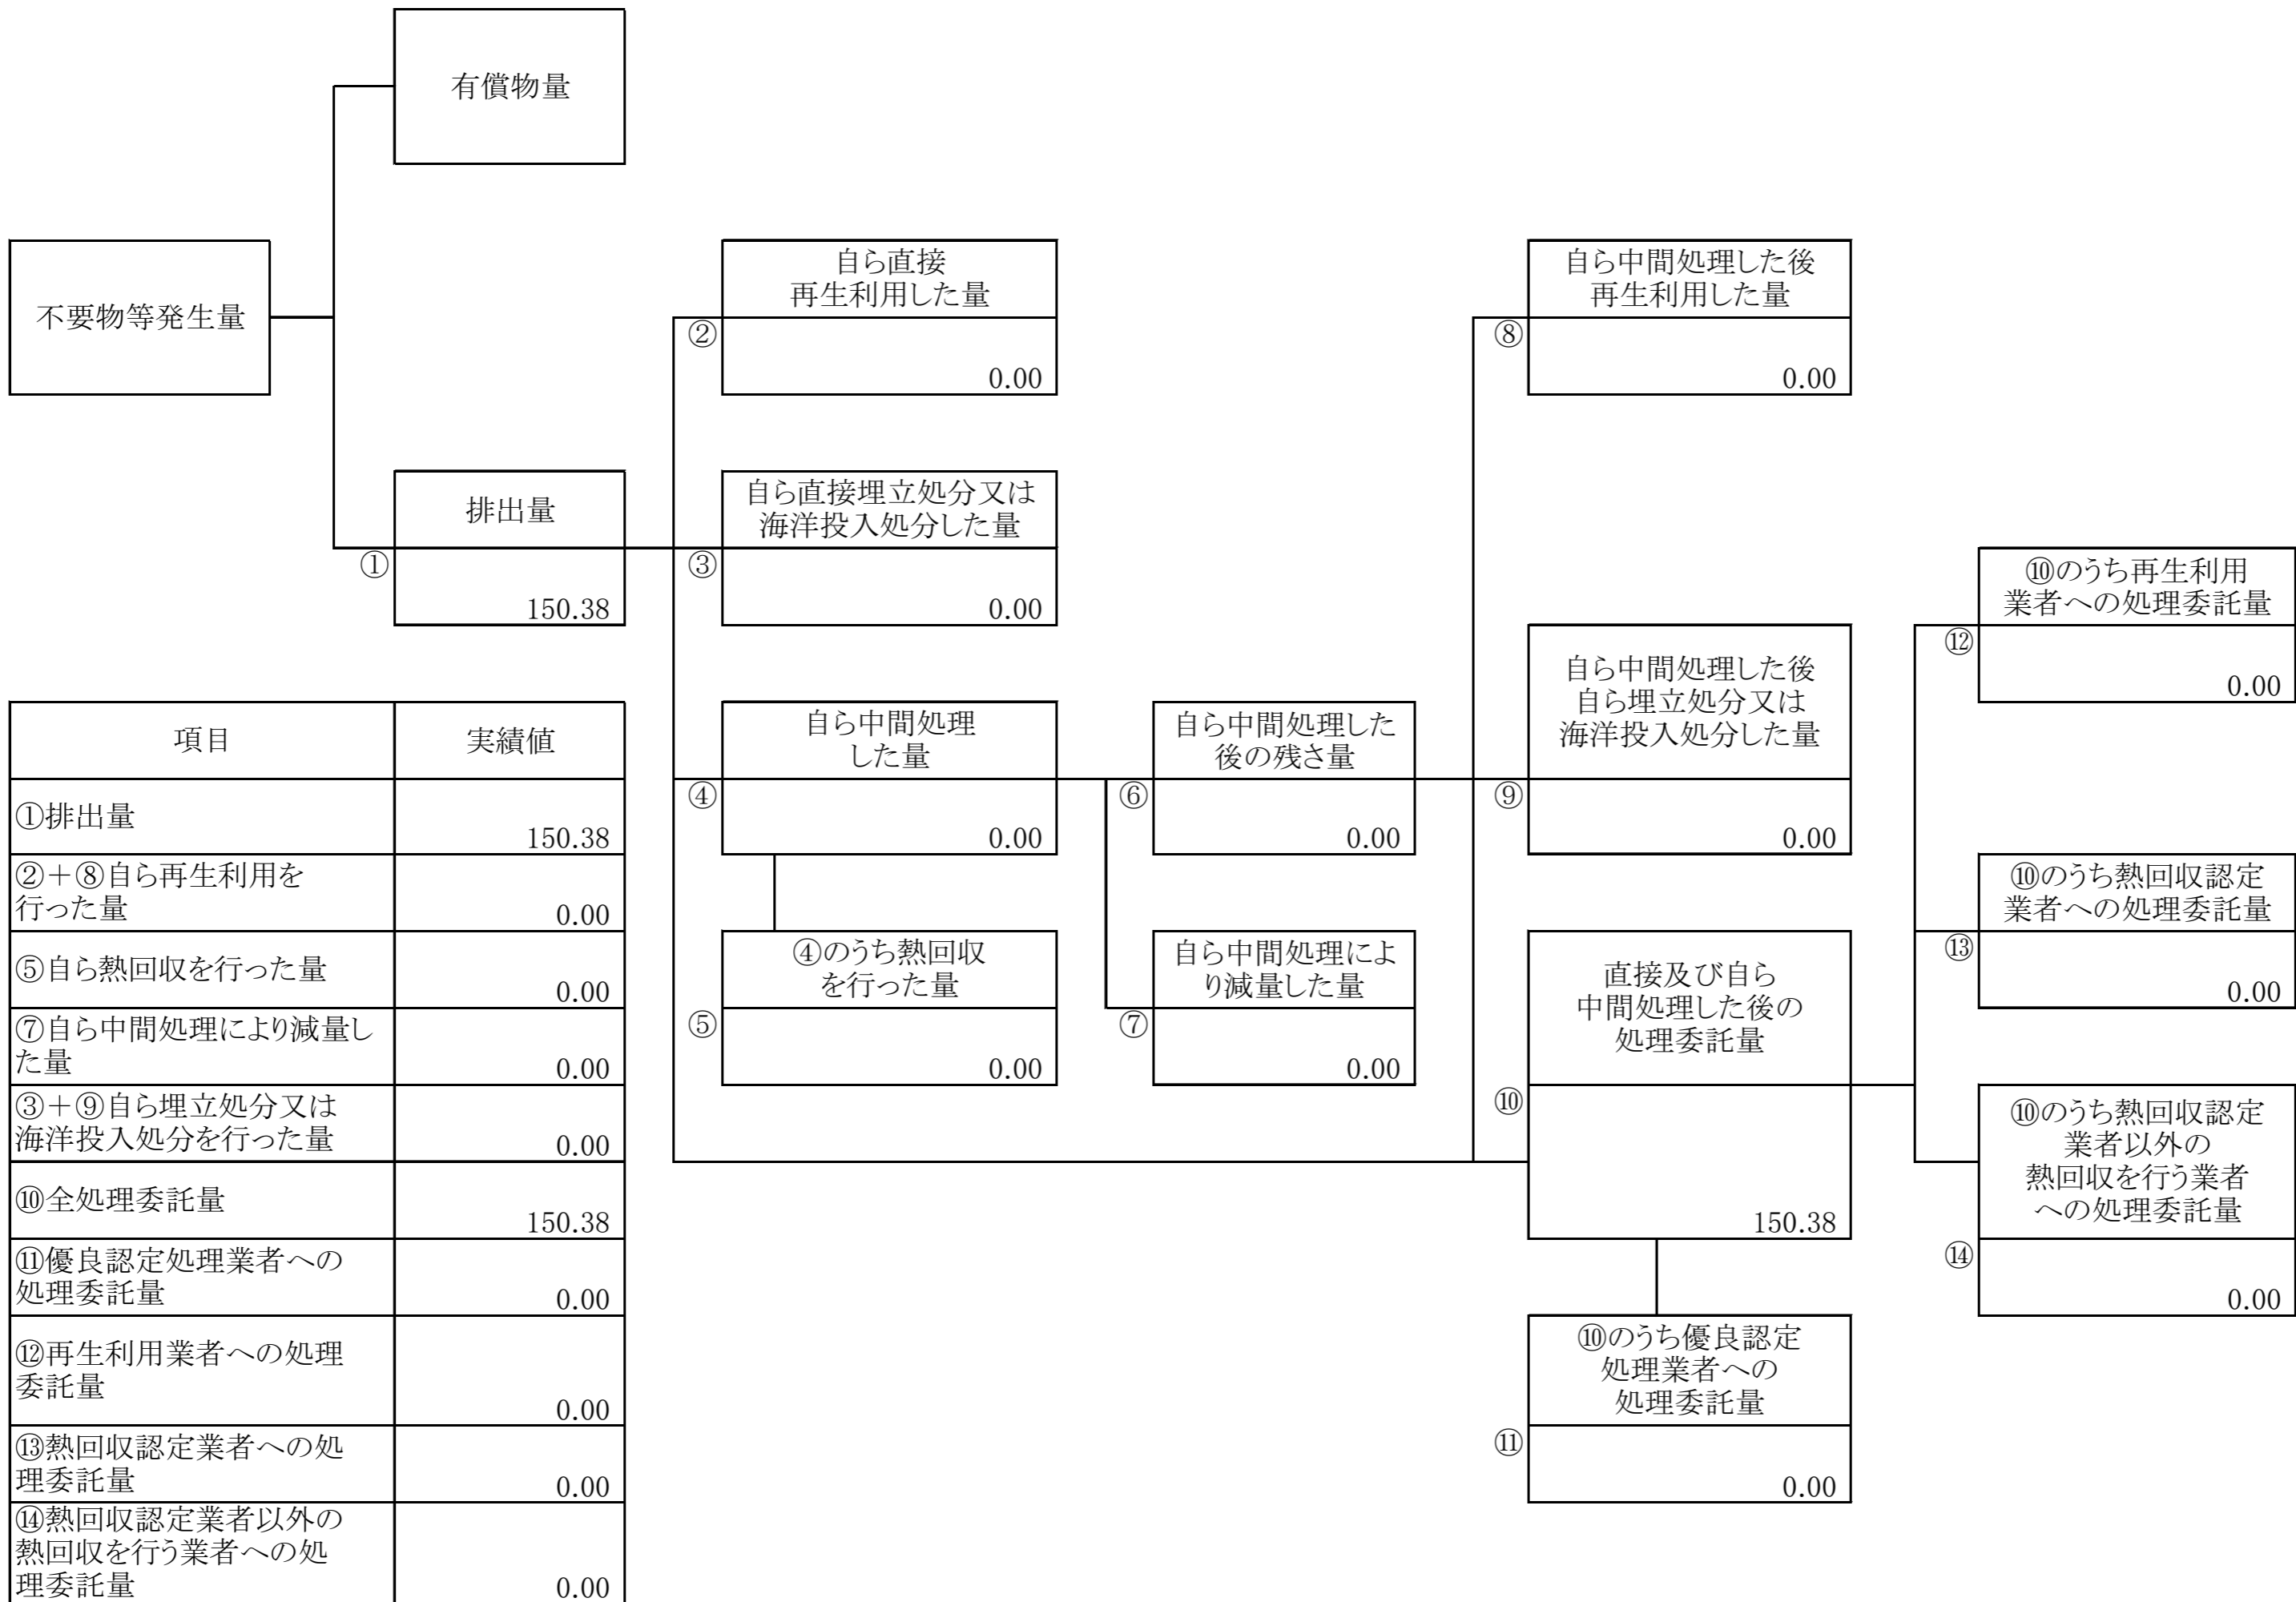 有償物量
不要物等発生量
自ら直接
再生利用した量
②
0.00
自ら中間処理した後
再生利用した量
⑧
0.00
排出量
①
150.38
自ら直接埋立処分又は
海洋投入処分した量
③
0.00
⑩のうち再生利用
業者への処理委託量
⑫
0.00
自ら中間処理
した量
④
0.00
自ら中間処理した
後の残さ量
⑥
0.00
自ら中間処理した後
自ら埋立処分又は
海洋投入処分した量
⑨
0.00
⑩のうち熱回収認定
業者への処理委託量
⑬
0.00
④のうち熱回収
を行った量
⑤
0.00
自ら中間処理によ
り減量した量
⑦
0.00
直接及び自ら
中間処理した後の
処理委託量
⑩
150.38
⑩のうち熱回収認定
業者以外の
熱回収を行う業者
への処理委託量
⑭
0.00
⑩のうち優良認定
処理業者への
処理委託量
⑪
0.00
項目
実績値
①排出量
150.38
②＋⑧自ら再生利用を
行った量
0.00
⑤自ら熱回収を行った量
0.00
⑦自ら中間処理により減量し
た量
0.00
③＋⑨自ら埋立処分又は
海洋投入処分を行った量
0.00
⑩全処理委託量
150.38
⑪優良認定処理業者への
処理委託量
0.00
⑫再生利用業者への処理
委託量
0.00
⑬熱回収認定業者への処
理委託量
0.00
⑭熱回収認定業者以外の
熱回収を行う業者への処
理委託量
0.00